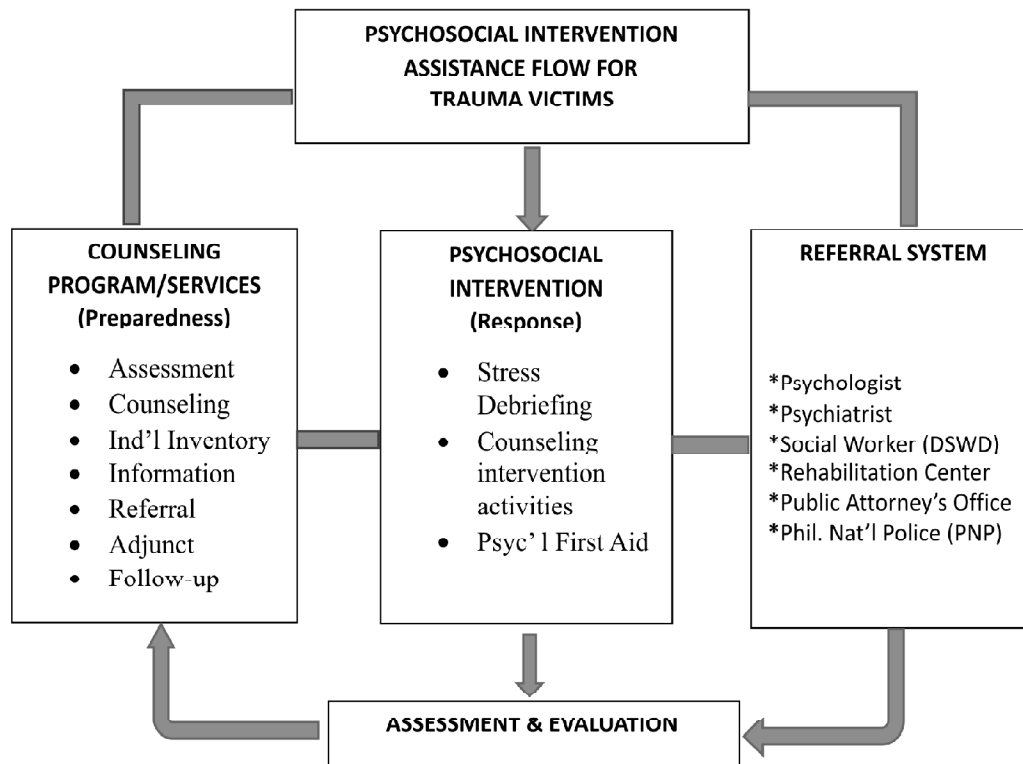 PSYCHOSOCIAL INTERVENTION
ASSISTANCE FLOW FOR
TRAUMA VICTIMS
COUNSELING
PROGRAM/SERVICES
(Preparedness)
• Assessment
• Counseling
• Ind'l Inventory
• Information
• Referral
• Adjunct
• Follow-up
PSYCHOSOCIAL
INTERVENTION
(Response)
• Stress
Debriefing
• Counseling
intervention
activities
• Psyc'l First Aid
REFERRAL SYSTEM
*Psychologist
*Psychiatrist
*Social Worker (DSWD)
*Rehabilitation Center
*Public Attorney's Office
*Phil. Nat'l Police (PNP)
ASSESSMENT & EVALUATION